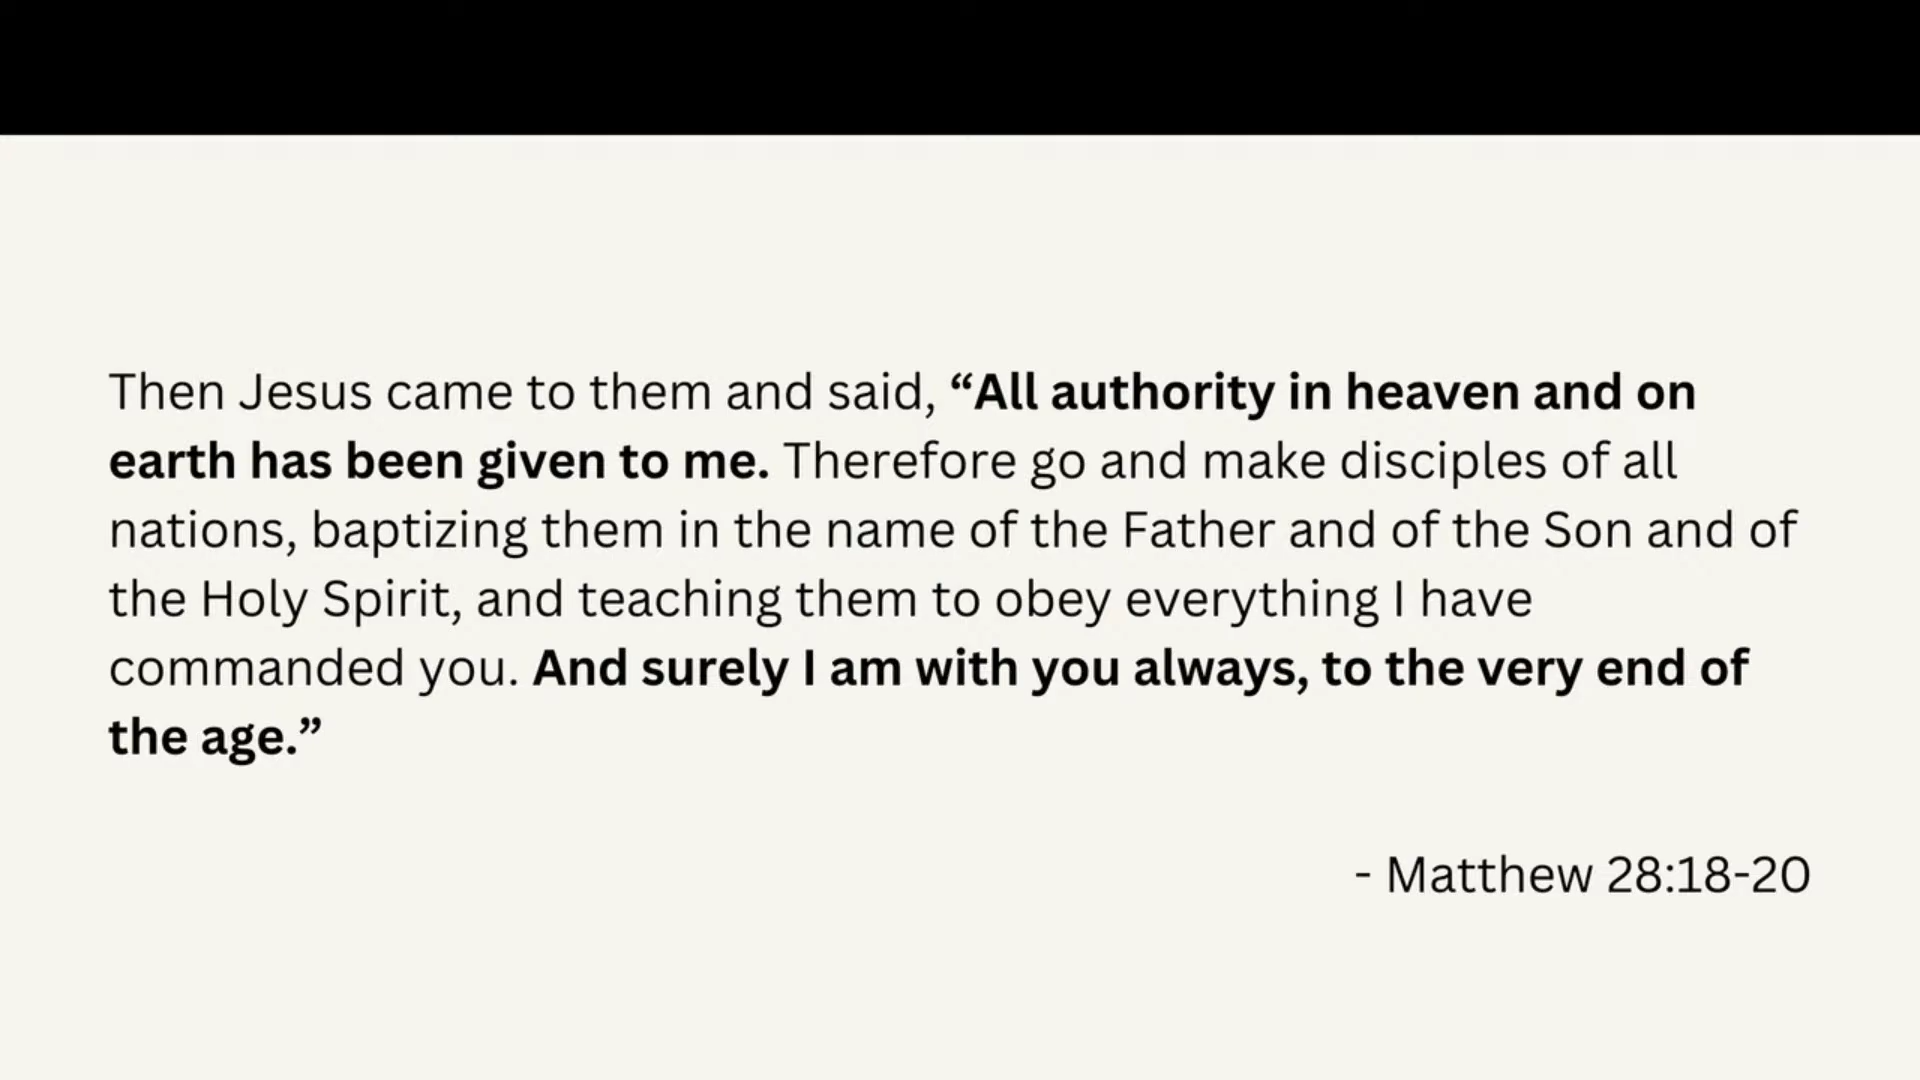 Then Jesus came to them and said, “All authority in heaven and on
earth has been given to me. Therefore go and make disciples of all
nations, baptizing them in the name of the Father and of the Son and of
the Holy Spirit, and teaching them to obey everything I have
commanded you. And surely I am with you always, to the very end of
the age.”
- Matthew 28:18-20